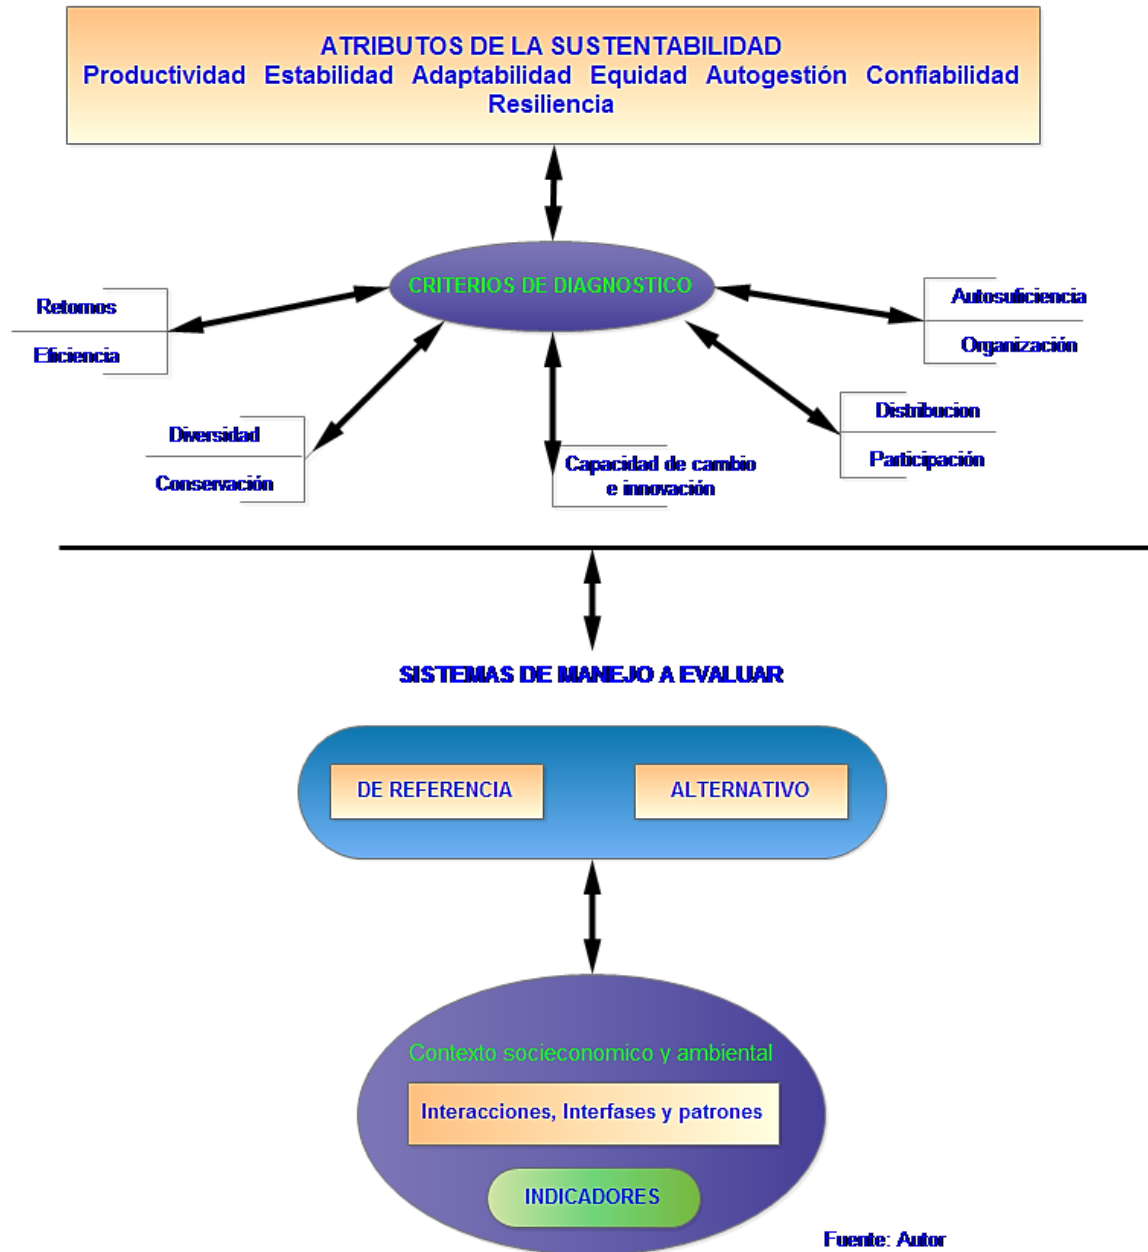 ATRIBUTOS DE LA SUSTENTABILIDAD
Productividad Estabilidad Adaptabilidad Equidad Autogestión Confiabilidad
Resiliencia
CRITERIOS DE DIAGNOSTICO
Retornos
Eficiencia
Autosuficiencia
Organización
Diversidad
Conservación
Capacidad de cambio
e innovación
Distribucion
Participación
SISTEMAS DE MANEJO A EVALUAR
DE REFERENCIA
ALTERNATIVO
Contexto socieconomico y ambiental
Interacciones, Interfases y patrones
INDICADORES
Fuente: Autor